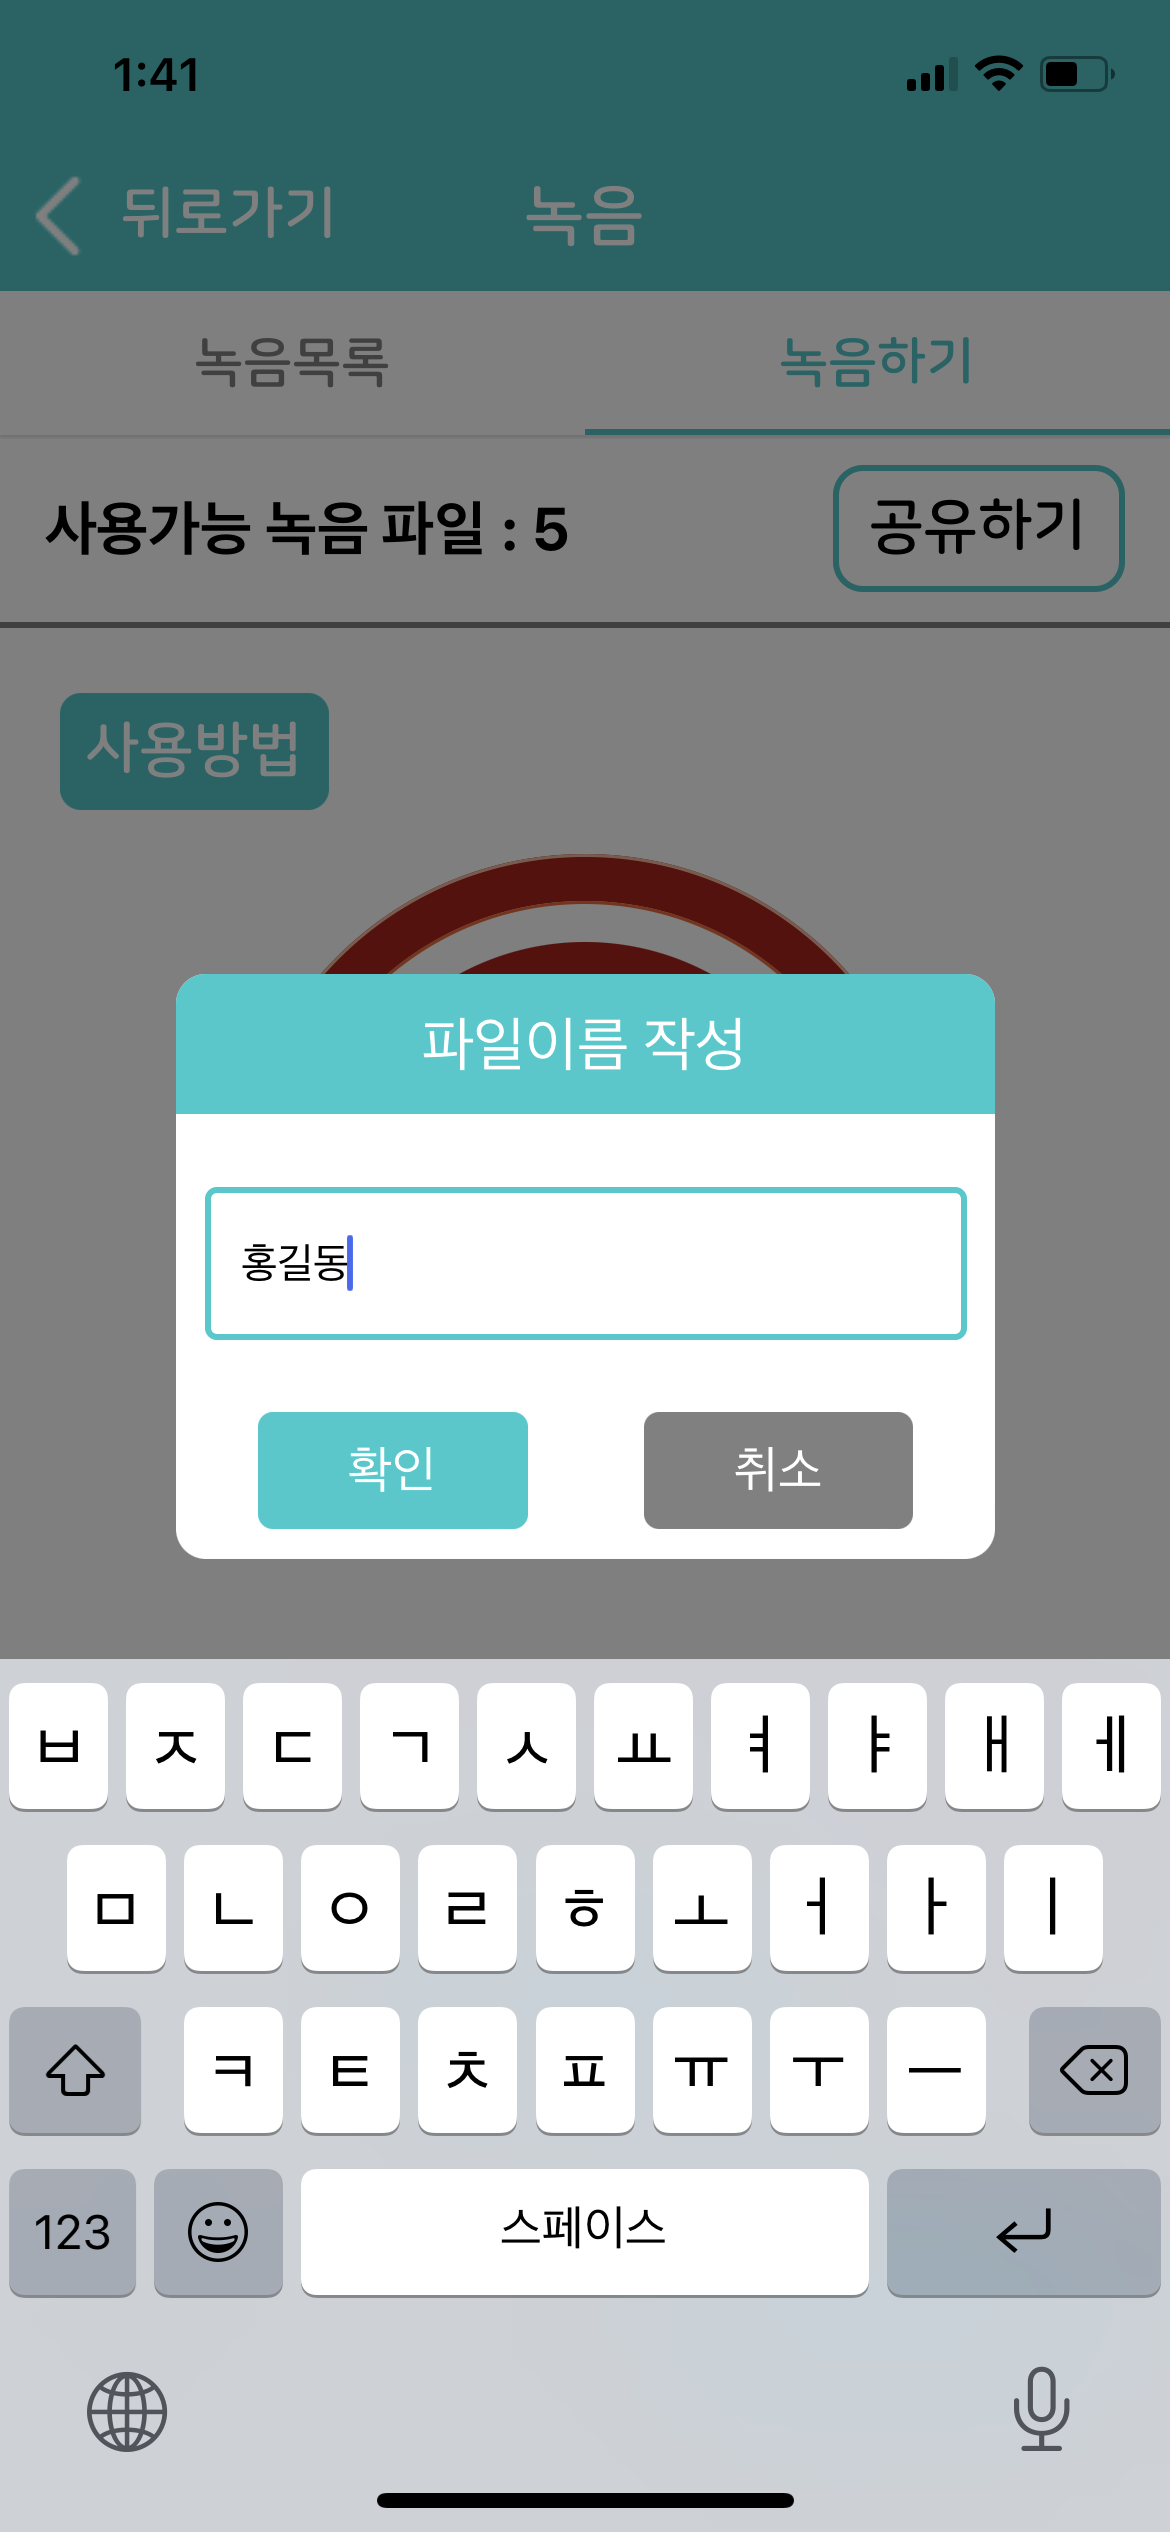 1:41
뒤로가기 녹음
녹음목록 녹음하기
사용가능 녹음 파일 : 5 공유하기
사용방법
파일이름 작성
홍길동
확인 취소
ㅂ ㅈ ㄷ ㄱ ㅅ ㅛ ㅕ ㅑ ㅐ ㅔ
ㅁ ㄴ ㅇ ㄹ ㅎ ㅗ ㅓ ㅏ ㅣ
ㅋ ㅌ ㅊ ㅍ ㅠ ㅜ ㅡ
123 스페이스